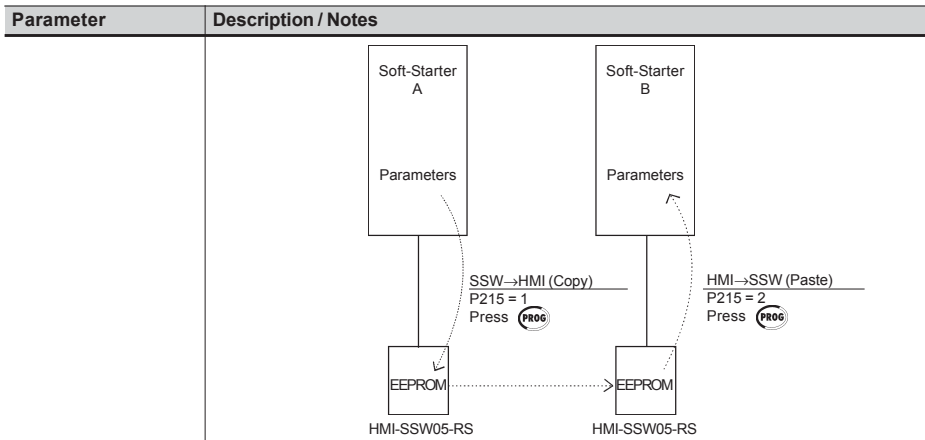 Parameter Description / Notes
Soft-Starter
A
Parameters
Soft-Starter
B
Parameters
SSW→HMI (Copy)
P215 = 1
Press PROG
HMI→SSW (Paste)
P215 = 2
Press PROG
EEPROM
EEPROM
HMI-SSW05-RS
HMI-SSW05-RS